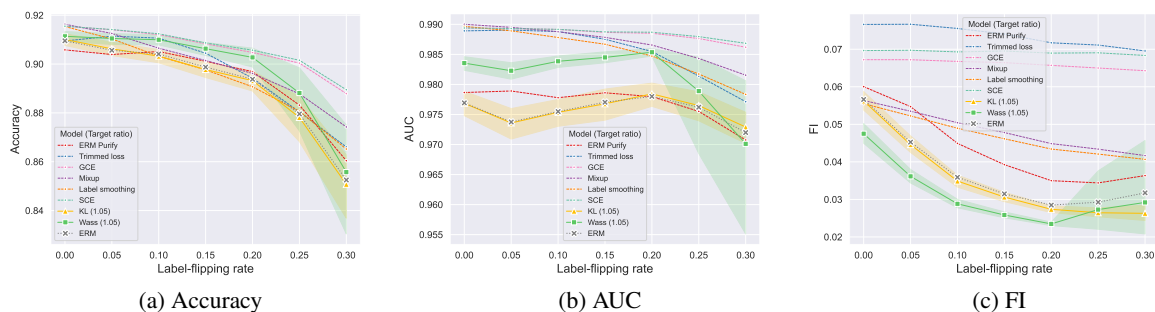 0.92
0.90
0.88
0.86
0.84
Accuracy
Model (Target ratio)
ERM Purify
Trimmed loss
GCE
Mixup
Label smoothing
SCE
KL (1.05)
Wass (1.05)
ERM
0.00 0.05 0.10 0.15 0.20 0.25 0.30
Label-flipping rate
(a) Accuracy
0.990
0.985
0.980
0.975
0.970
0.965
0.960
0.955
AUC
Model (Target ratio)
ERM Purify
Trimmed loss
GCE
Mixup
Label smoothing
SCE
KL (1.05)
Wass (1.05)
ERM
0.00 0.05 0.10 0.15 0.20 0.25 0.30
Label-flipping rate
(b) AUC
0.07
0.06
0.05
0.04
0.03
0.02
FI
Model (Target ratio)
ERM Purify
Trimmed loss
GCE
Mixup
Label smoothing
SCE
KL (1.05)
Wass (1.05)
ERM
0.00 0.05 0.10 0.15 0.20 0.25 0.30
Label-flipping rate
(c) FI